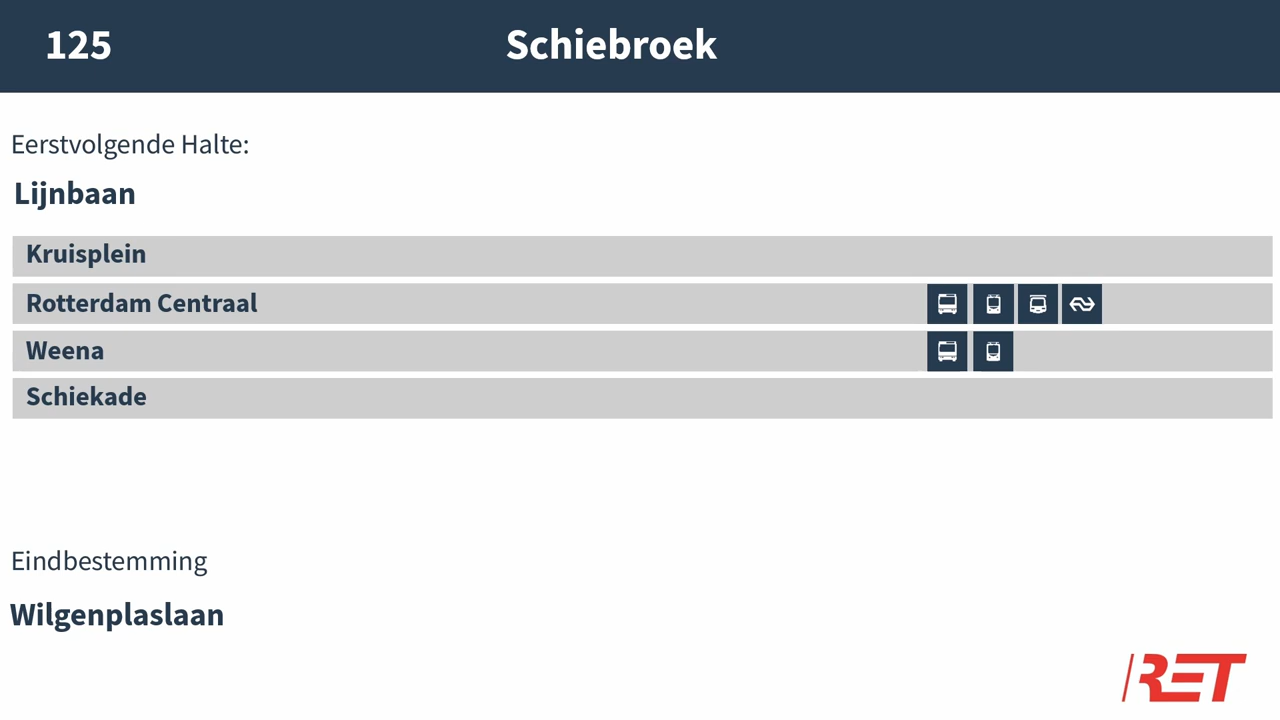 125 Schiebroek
Eerstvolgende Halte:
Lijnbaan
Kruisplein
Rotterdam Centraal
Weena
Schiekade
Eindbestemming
Wilgenplaslaan
RET